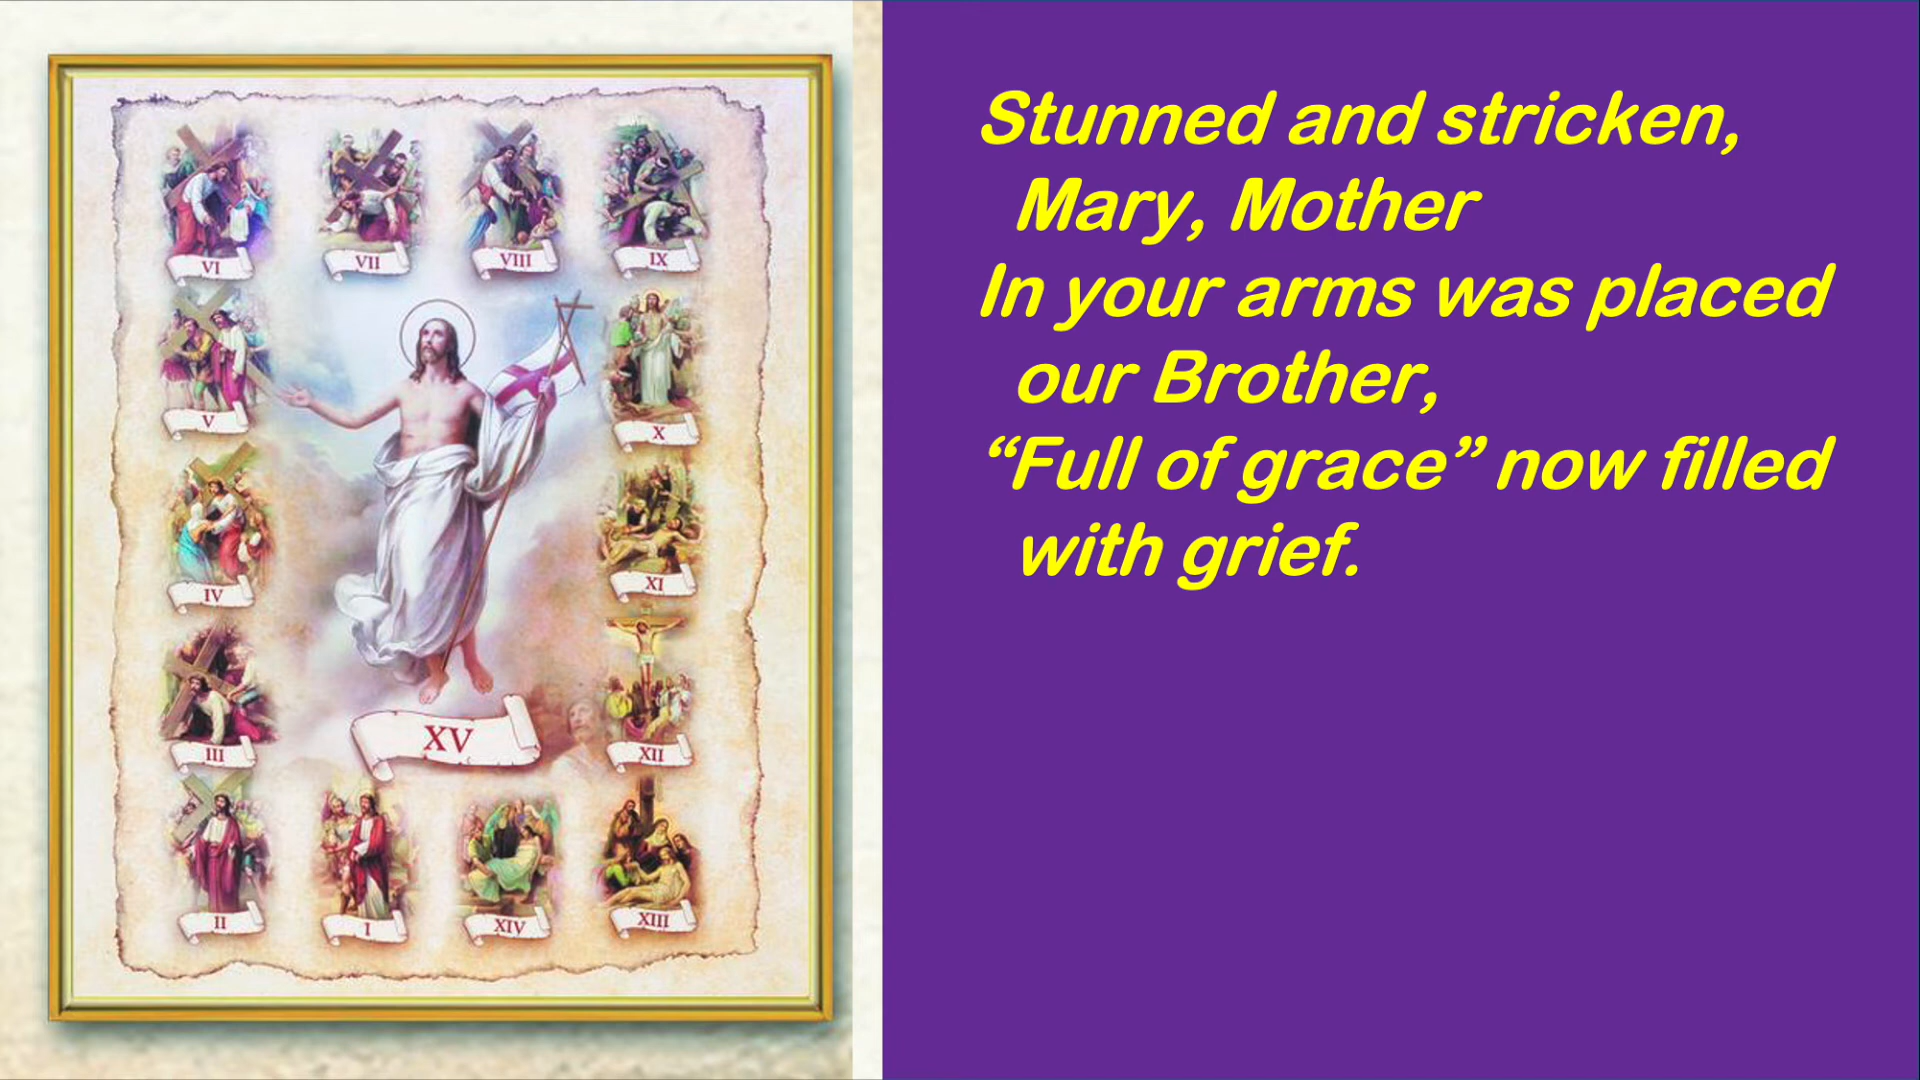 Stunned and stricken,
Mary, Mother
In your arms was placed
our Brother,
“Full of grace” now filled
with grief.
VI
VII
VIII
IX
V
X
IV
XI
III
XV
XII
II
I
XIV
XIII